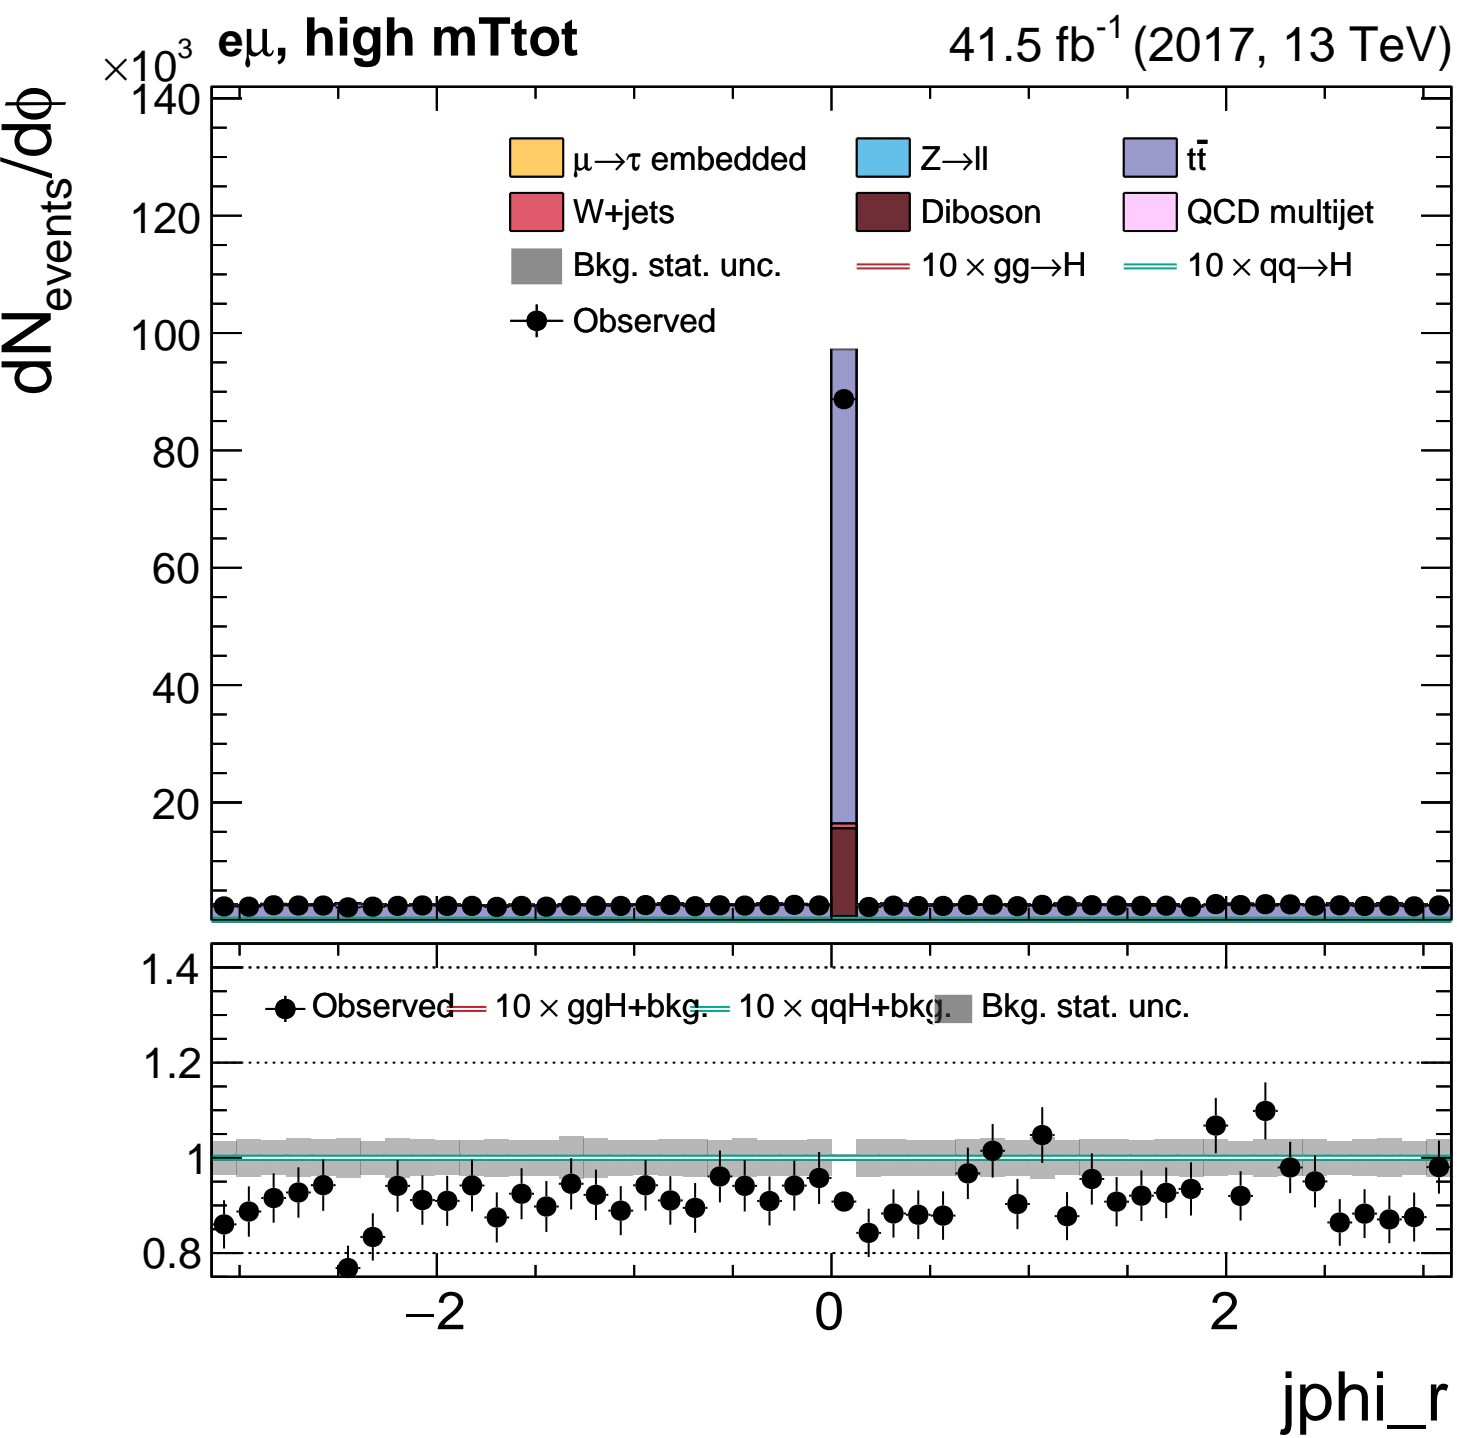 ×10³ eμ, high mTtot 41.5 fb⁻¹ (2017, 13 TeV)
dN_events/dϕ
140
120
100
80
60
40
20
μ→τ embedded Z→ll tt̄
W+jets Diboson QCD multijet
Bkg. stat. unc. 10 × gg→H 10 × qq→H
Observed
1.4
1.2
1
0.8
Observed 10 × ggH+bkg. 10 × qqH+bkg. Bkg. stat. unc.
−2 0 2
jphi_r